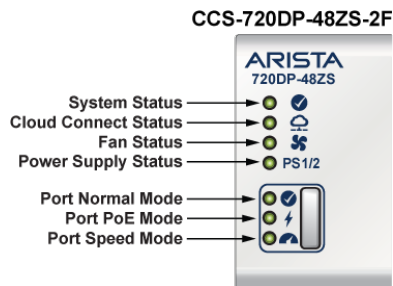 CCS-720DP-48ZS-2F
ARISTA
720DP-48ZS
System Status
Cloud Connect Status
Fan Status
Power Supply Status
PS1/2
Port Normal Mode
Port PoE Mode
Port Speed Mode